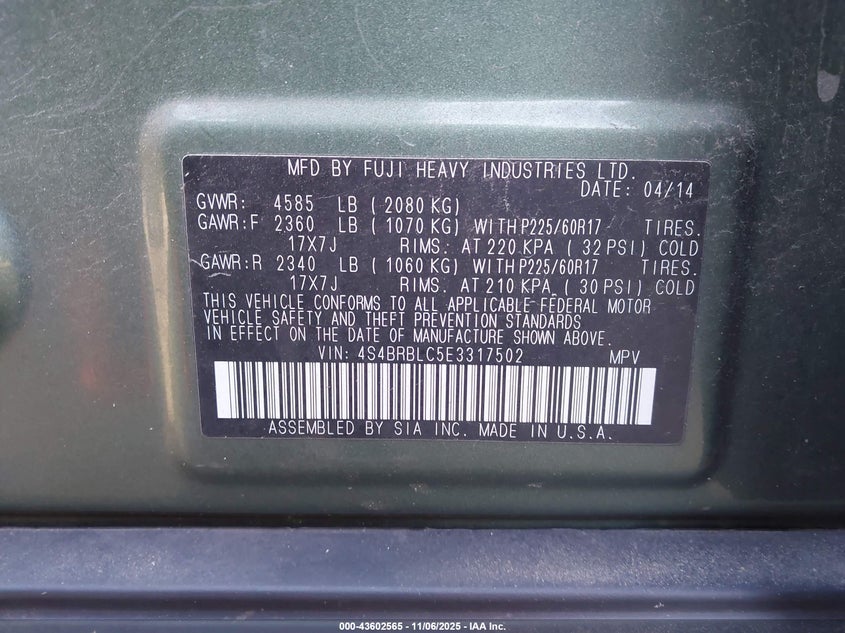 MFD BY FUJI HEAVY INDUSTRIES LTD.
DATE: 04/14
GVWR: 4585 LB ( 2080 KG)
GAWR:F 2360 LB ( 1070 KG) WITHP225/60R17 TIRES.
17X7J RIMS: AT 220 KPA ( 32 PSI) COLD
GAWR:R 2340 LB ( 1060 KG) WITHP225/60R17 TIRES.
17X7J RIMS: AT 210 KPA ( 30 PSI) COLD
THIS VEHICLE CONFORMS TO ALL APPLICABLE FEDERAL MOTOR
VEHICLE SAFETY AND THEFT PREVENTION STANDARDS
IN EFFECT ON THE DATE OF MANUFACTURE SHOWN ABOVE.
VIN: 4S4BRBLC5E3317502 MPV
ASSEMBLED BY SIA INC. MADE IN U.S.A.
000-43602565 - 11/06/2025 - IAA Inc.